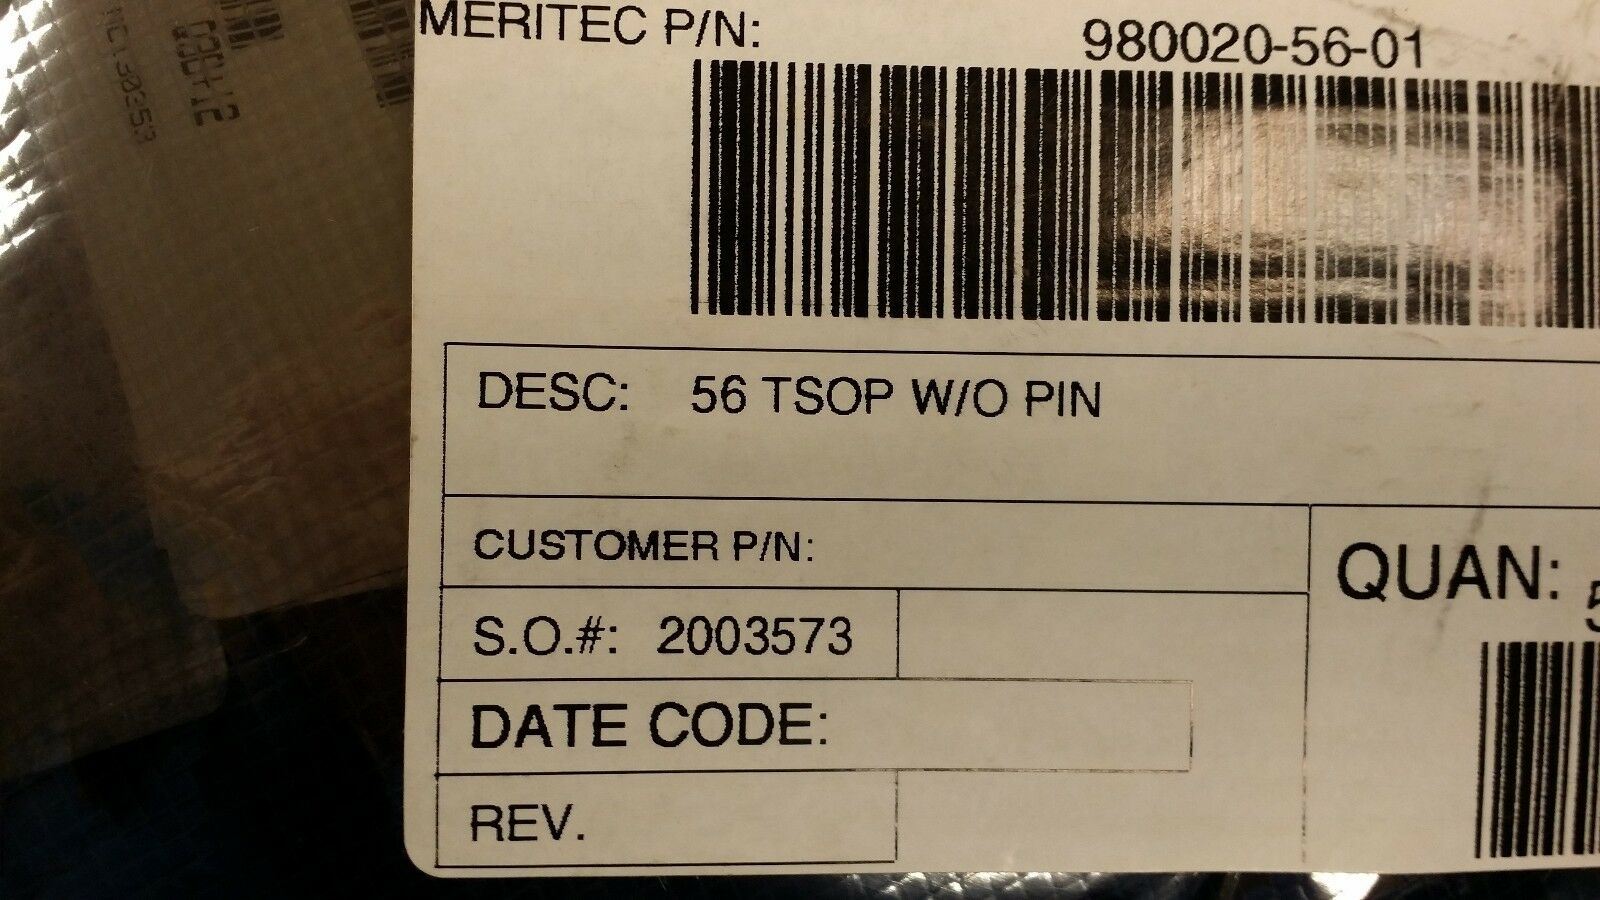 MERITEC P/N: 980020-56-01
DESC: 56 TSOP W/O PIN
CUSTOMER P/N:
QUAN:
S.O.#: 2003573
DATE CODE:
REV.